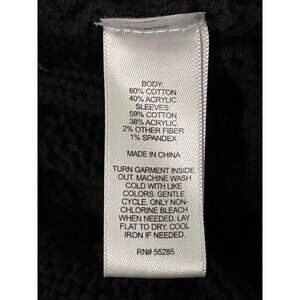 BODY:
60% COTTON
40% ACRYLIC
SLEEVES
59% COTTON
38% ACRYLIC
2% OTHER FIBER
1% SPANDEX
MADE IN CHINA
TURN GARMENT INSIDE
OUT. MACHINE WASH
COLD WITH LIKE
COLORS. GENTLE
CYCLE. ONLY NON-
CHLORINE BLEACH
WHEN NEEDED. LAY
FLAT TO DRY. COOL
IRON IF NEEDED.
RN# 55285